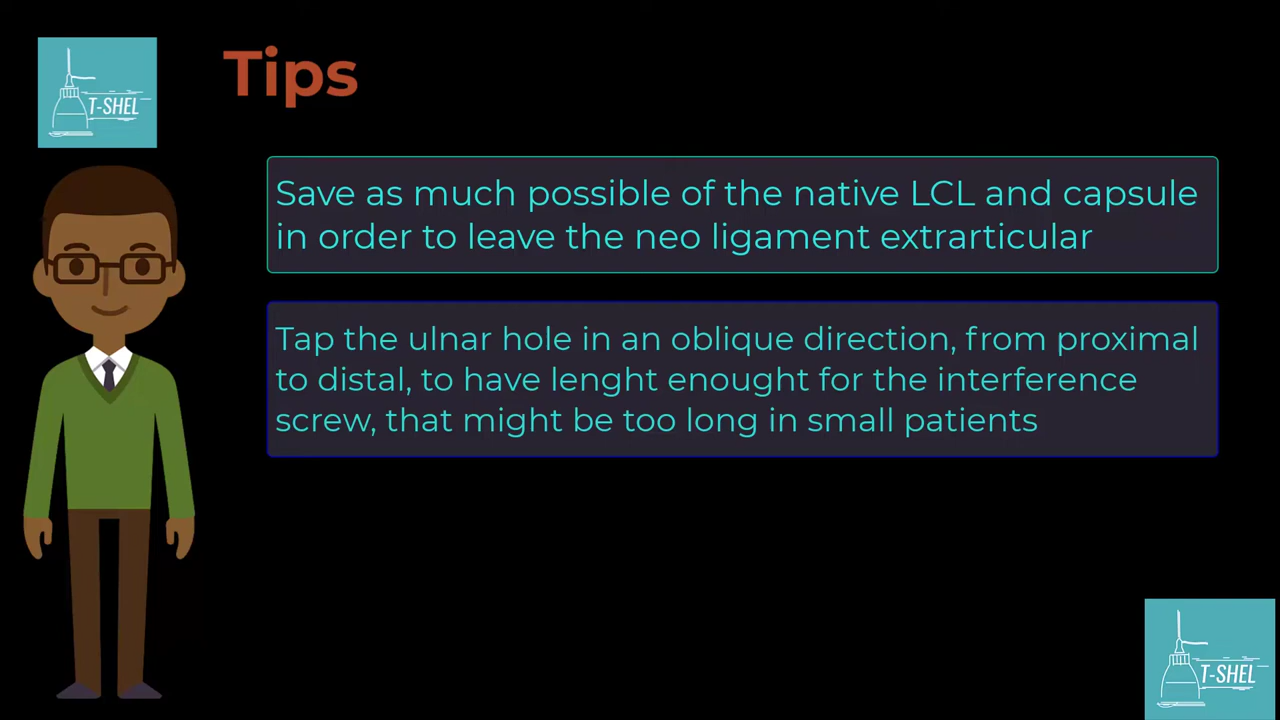 T-SHEL
Tips
Save as much possible of the native LCL and capsule
in order to leave the neo ligament extrarticular
Tap the ulnar hole in an oblique direction, from proximal
to distal, to have lenght enought for the interference
screw, that might be too long in small patients
T-SHEL